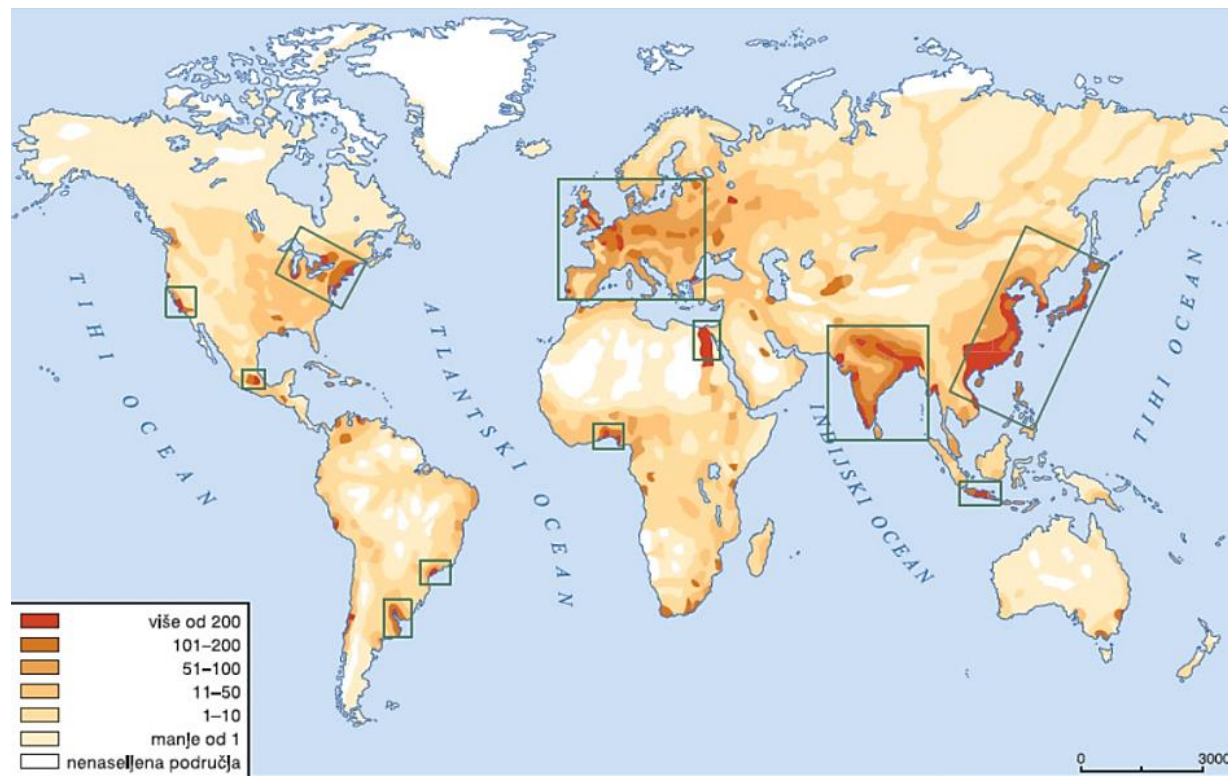 TIHI OCEAN
ATLANTSKI OCEAN
INDIJSKI OCEAN
TIHI OCEAN
više od 200
101–200
51–100
11–50
1–10
manje od 1
nenaseljena područja
0 3000